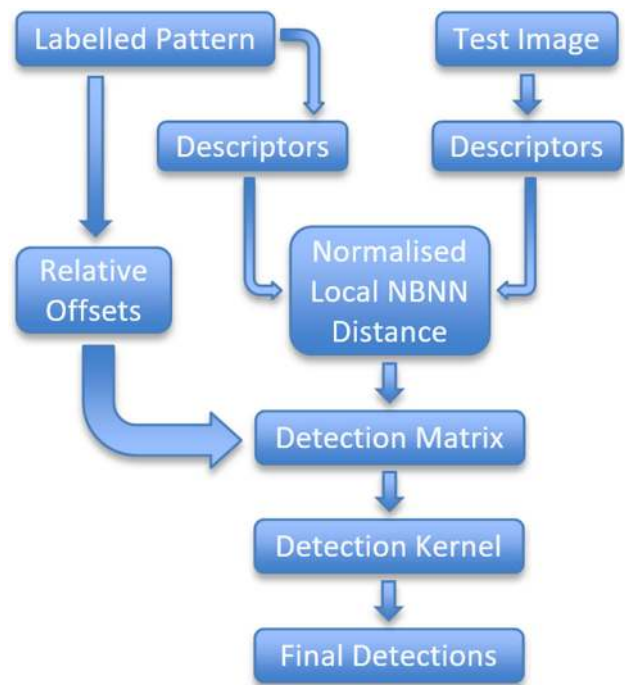 Labelled Pattern
Test Image
Descriptors
Descriptors
Relative
Offsets
Normalised
Local NBNN
Distance
Detection Matrix
Detection Kernel
Final Detections